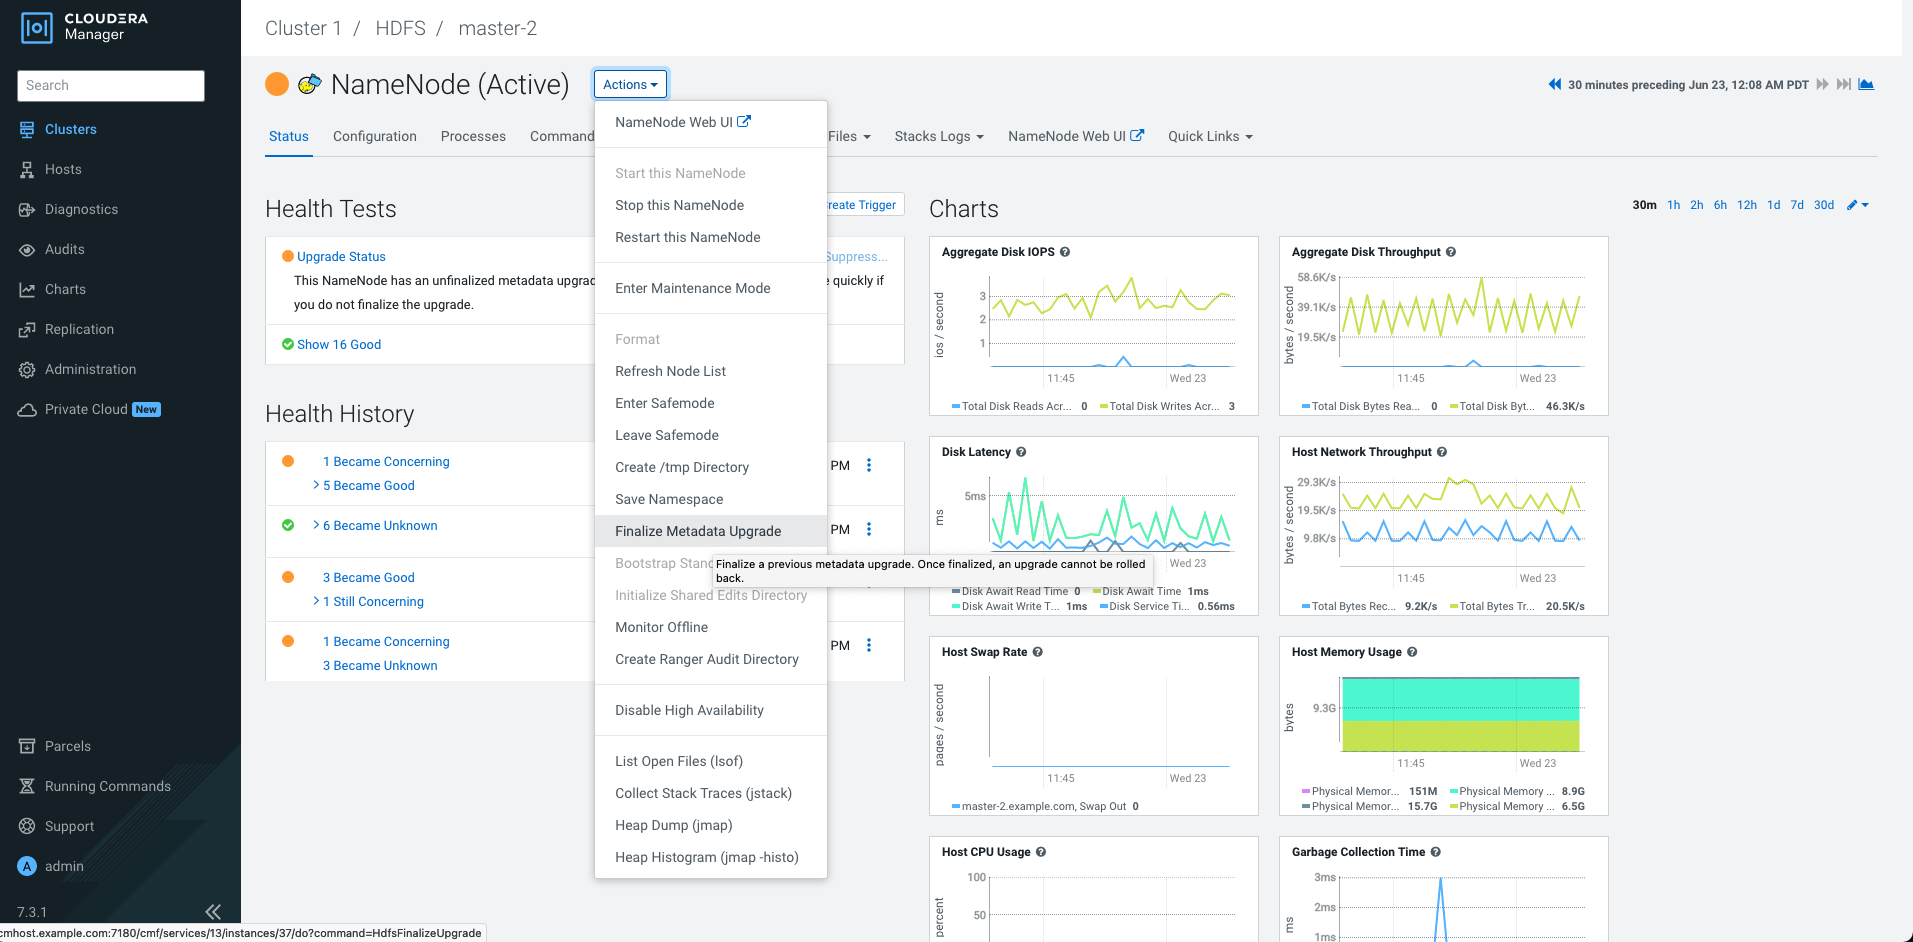 CLOUDERA
Manager
Search
Clusters
Hosts
Diagnostics
Audits
Charts
Replication
Administration
Private Cloud New
Parcels
Running Commands
Support
A admin
7.3.1
Cluster 1 / HDFS / master-2
NameNode (Active)
Actions
30 minutes preceding Jun 23, 12:08 AM PDT
Status Configuration Processes Command Files Stacks Logs NameNode Web UI Quick Links
NameNode Web UI
Start this NameNode
Stop this NameNode
Restart this NameNode
Enter Maintenance Mode
Format
Refresh Node List
Enter Safemode
Leave Safemode
Create /tmp Directory
Save Namespace
Finalize Metadata Upgrade
Bootstrap Stand
Initialize Shared Edits Directory
Monitor Offline
Create Ranger Audit Directory
Disable High Availability
List Open Files (lsof)
Collect Stack Traces (jstack)
Heap Dump (jmap)
Heap Histogram (jmap -histo)
Finalize a previous metadata upgrade. Once finalized, an upgrade cannot be rolled
back.
Health Tests
reate Trigger
Upgrade Status
Suppress...
This NameNode has an unfinalized metadata upgrad
e quickly if
you do not finalize the upgrade.
Show 16 Good
Health History
1 Became Concerning
PM
> 5 Became Good
> 6 Became Unknown
PM
3 Became Good
> 1 Still Concerning
1 Became Concerning
PM
3 Became Unknown
Charts
30m 1h 2h 6h 12h 1d 7d 30d
Aggregate Disk IOPS
ios / second
3
2
1
11:45 Wed 23
Total Disk Reads Acr... 0 Total Disk Writes Acr... 3
Aggregate Disk Throughput
bytes / second
58.6K/s
39.1K/s
19.5K/s
11:45 Wed 23
Total Disk Bytes Rea... 0 Total Disk Byt... 46.3K/s
Disk Latency
ms
5ms
Wed 23
Disk Await Read Time 0 Disk Await Time 1ms
Disk Await Write T... 1ms Disk Service Ti... 0.56ms
Host Network Throughput
bytes / second
29.3K/s
19.5K/s
9.8K/s
11:45 Wed 23
Total Bytes Rec... 9.2K/s Total Bytes Tr... 20.5K/s
Host Swap Rate
pages / second
11:45 Wed 23
master-2.example.com, Swap Out 0
Host Memory Usage
bytes
9.3G
11:45 Wed 23
Physical Memor... 151M Physical Memory ... 8.9G
Physical Memor... 15.7G Physical Memory ... 6.5G
Host CPU Usage
percent
100
50
Garbage Collection Time
ms
3ms
2ms
1ms
cmhost.example.com:7180/cmf/services/13/instances/37/do?command=HdfsFinalizeUpgrade